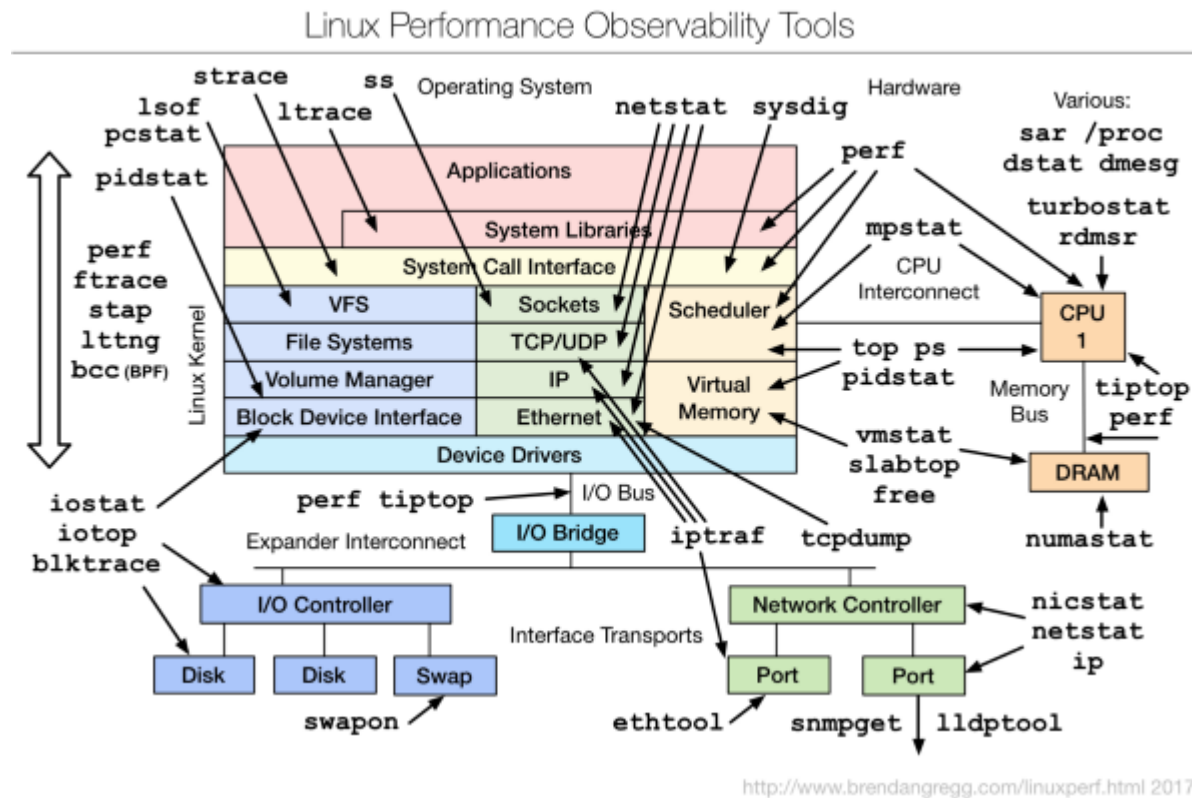 Linux Performance Observability Tools
strace
ss
Operating System
Hardware
Various:
lsof
ltrace
netstat
sysdig
sar /proc
pcstat
perf
dstat dmesg
pidstat
Applications
turbostat
rdmsr
System Libraries
mpstat
perf
ftrace
stap
lttng
bcc (BPF)
Linux Kernel
System Call Interface
CPU
Interconnect
VFS
Sockets
Scheduler
CPU
1
File Systems
TCP/UDP
top ps
pidstat
Volume Manager
IP
Virtual
Memory
Memory
Bus
tiptop
perf
Block Device Interface
Ethernet
vmstat
slabtop
free
Device Drivers
DRAM
iostat
iotop
blktrace
perf tiptop
I/O Bus
I/O Bridge
iptraf
tcpdump
numastat
Expander Interconnect
I/O Controller
Network Controller
nicstat
netstat
ip
Interface Transports
Disk
Disk
Swap
Port
Port
swapon
ethtool
snmpget
lldptool
http://www.brendangregg.com/linuxperf.html 2017